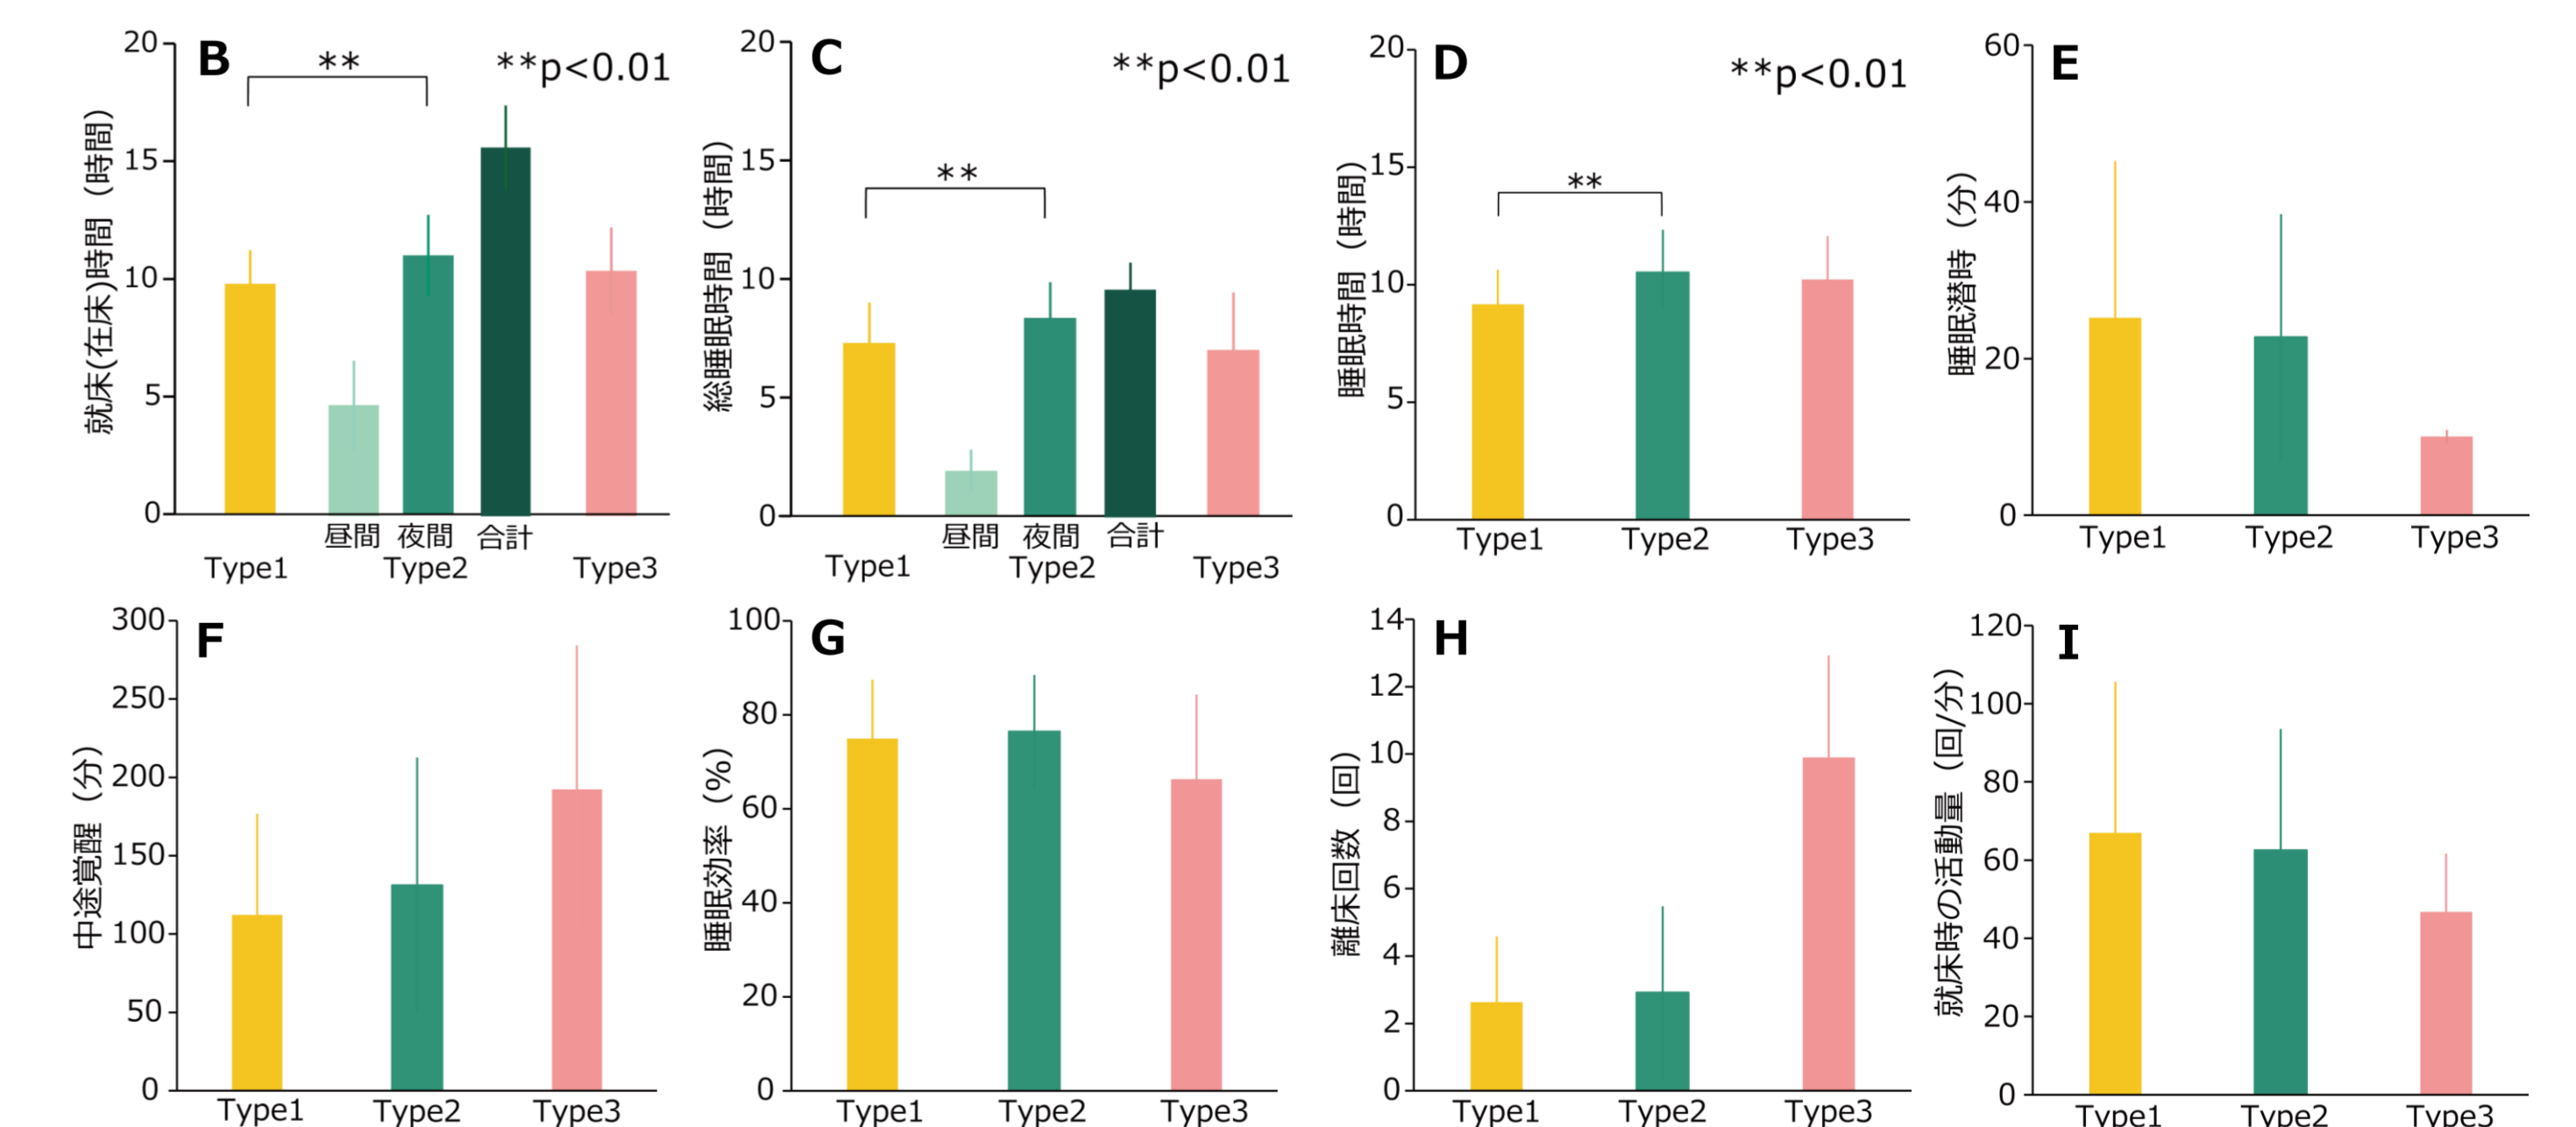 B
**
**p<0.01
就床(在床)時間 (時間)
20
15
10
5
0
昼間 夜間 合計
Type1 Type2 Type3
C
**
**p<0.01
総睡眠時間 (時間)
20
15
10
5
0
昼間 夜間 合計
Type1 Type2 Type3
D
**
**p<0.01
睡眠時間 (時間)
20
15
10
5
0
Type1 Type2 Type3
E
睡眠潜時 (分)
60
40
20
0
Type1 Type2 Type3
F
中途覚醒 (分)
300
250
200
150
100
50
0
Type1 Type2 Type3
G
睡眠効率 (%)
100
80
60
40
20
0
Type1 Type2 Type3
H
離床回数 (回)
14
12
10
8
6
4
2
0
Type1 Type2 Type3
I
就床時の活動量 (回/分)
120
100
80
60
40
20
0
Type1 Type2 Type3